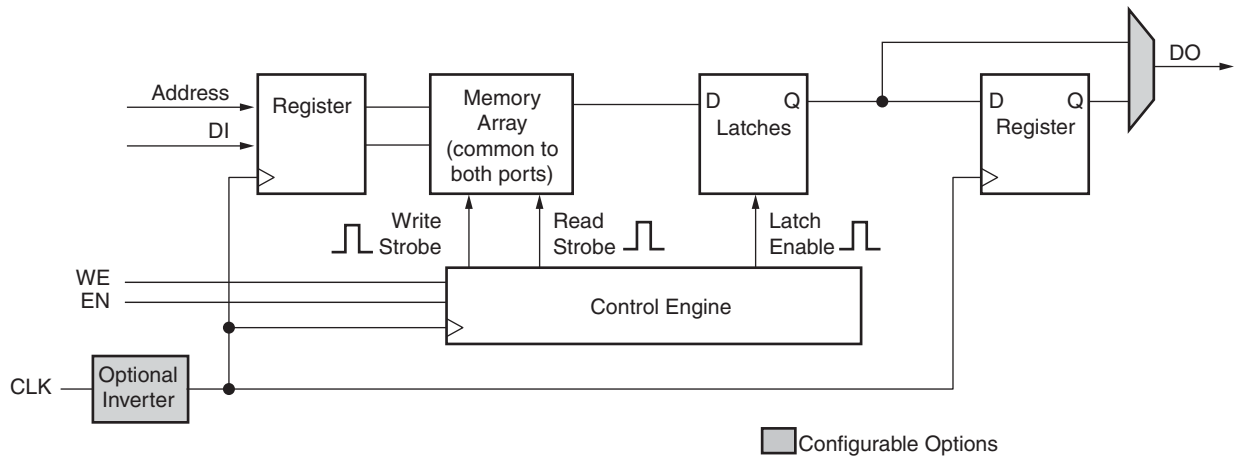 DO
Address
DI
Register
Memory
Array
(common to
both ports)
D Q
Latches
D Q
Register
Write
Strobe
Read
Strobe
Latch
Enable
WE
EN
Control Engine
CLK
Optional
Inverter
Configurable Options